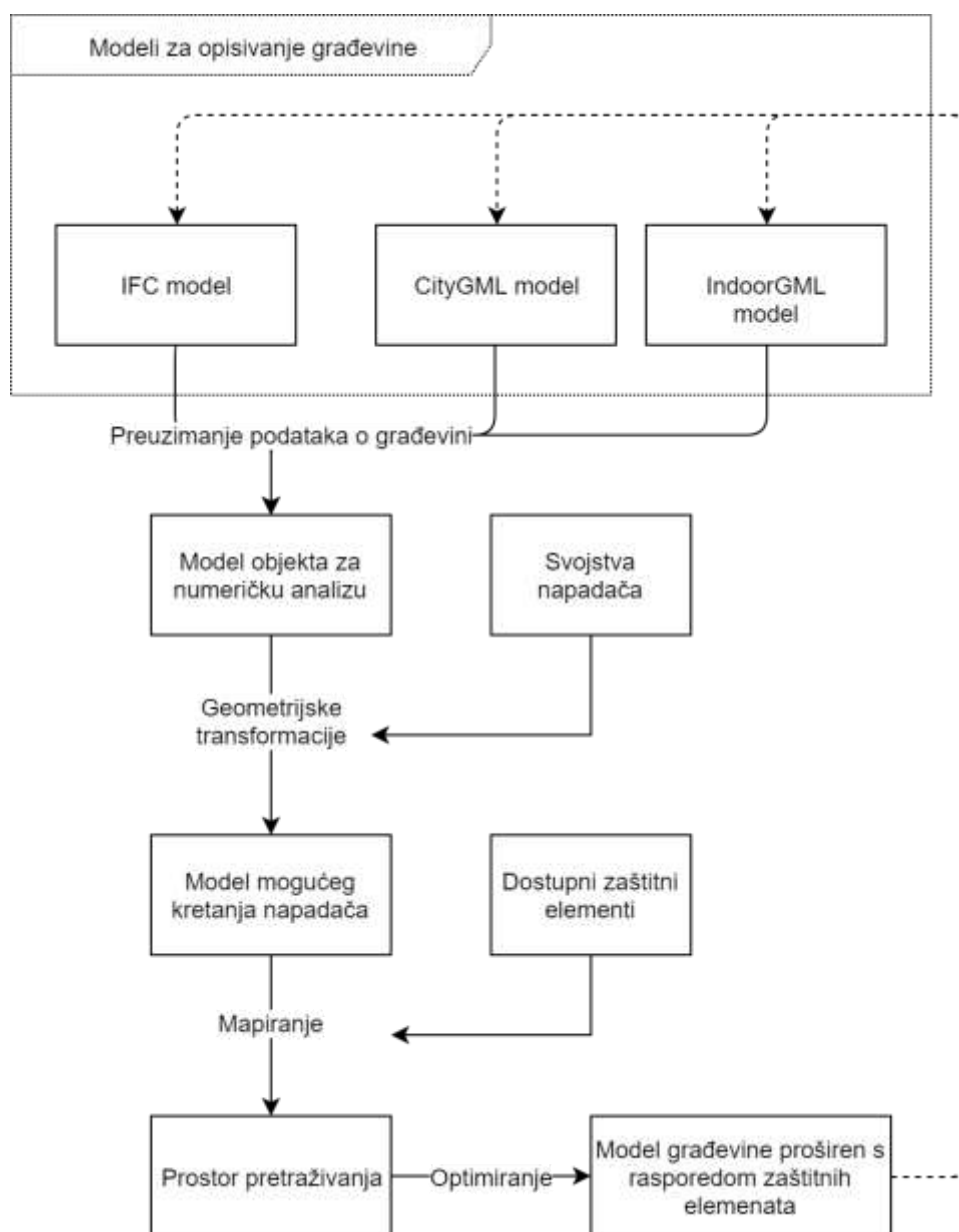 Modeli za opisivanje građevine
IFC model
CityGML model
IndoorGML
model
Preuzimanje podataka o građevini
Model objekta za
numeričku analizu
Svojstva
napadača
Geometrijske
transformacije
Model mogućeg
kretanja napadača
Dostupni zaštitni
elementi
Mapiranje
Prostor pretraživanja
Optimiranje
Model građevine proširen s
rasporedom zaštitnih
elemenata